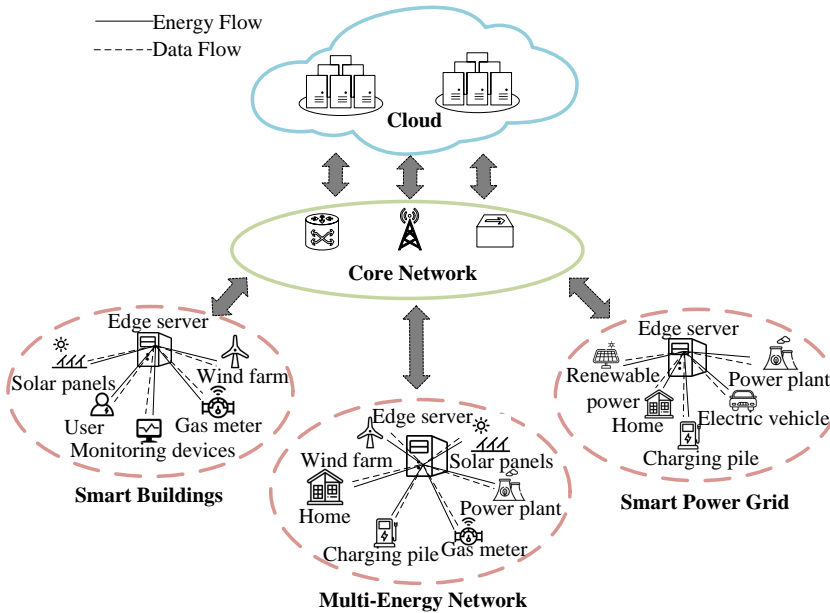 Energy Flow
Data Flow
Cloud
Core Network
Edge server
Solar panels
Wind farm
User
Gas meter
Monitoring devices
Smart Buildings
Edge server
Wind farm
Solar panels
Home
Power plant
Charging pile
Gas meter
Multi-Energy Network
Edge server
Renewable
power
Power plant
Home
Electric vehicle
Charging pile
Smart Power Grid